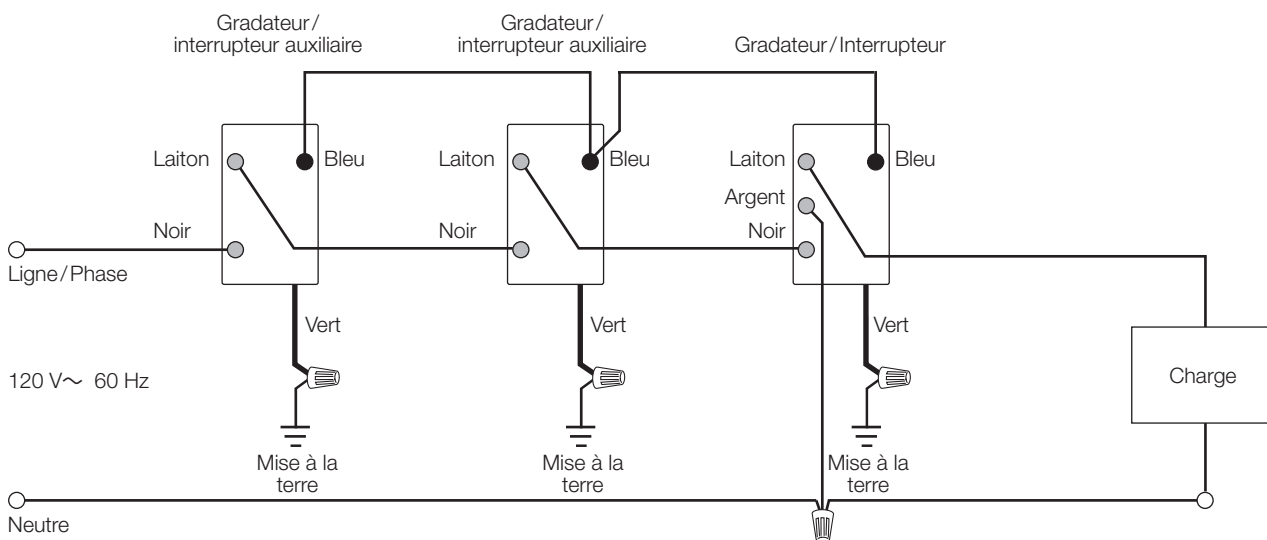 Gradateur/
interrupteur auxiliaire
Gradateur/
interrupteur auxiliaire
Gradateur/Interrupteur
Laiton
Bleu
Laiton
Bleu
Laiton
Bleu
Argent
Noir
Noir
Noir
Ligne/Phase
Vert
Vert
Vert
120 V~ 60 Hz
Charge
Mise à la
terre
Mise à la
terre
Mise à la
terre
Neutre